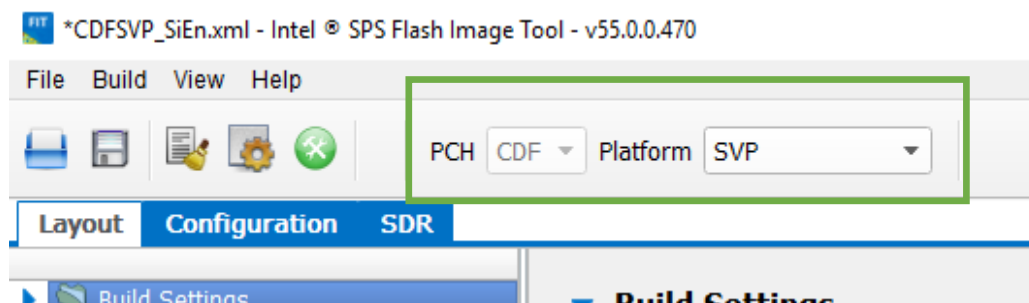 FIT *CDFSVP_SiEn.xml - Intel ® SPS Flash Image Tool - v55.0.0.470
File Build View Help
PCH CDF Platform SVP
Layout Configuration SDR
Build Settings Build Settings